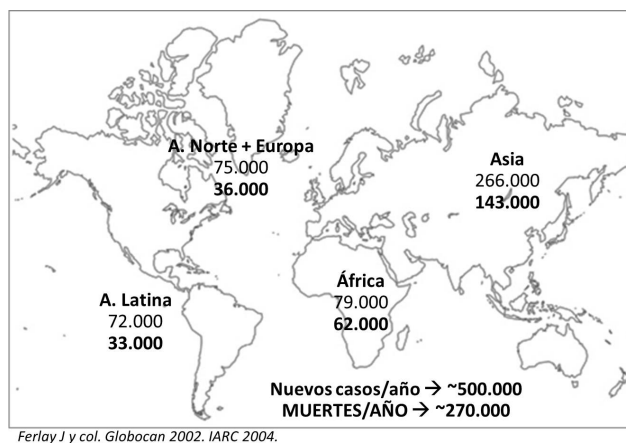 A. Norte + Europa
75.000
36.000
Asia
266.000
143.000
África
79.000
62.000
A. Latina
72.000
33.000
Nuevos casos/año → ~500.000
MUERTES/AÑO → ~270.000
Ferlay J y col. Globocan 2002. IARC 2004.